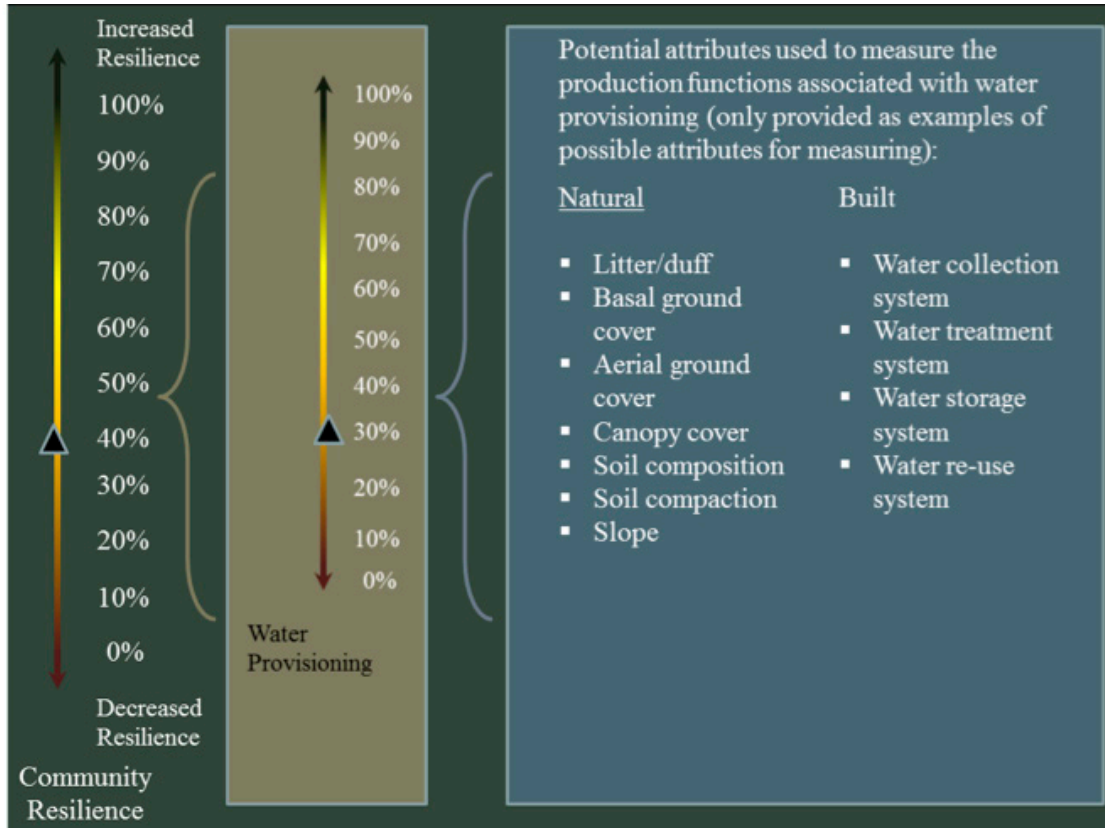 Increased
Resilience
100%
90%
80%
70%
60%
50%
40%
30%
20%
10%
0%
Decreased
Resilience
Community
Resilience
100%
90%
80%
70%
60%
50%
40%
30%
20%
10%
0%
Water
Provisioning
Potential attributes used to measure the
production functions associated with water
provisioning (only provided as examples of
possible attributes for measuring):
Natural
▪ Litter/duff
▪ Basal ground
cover
▪ Aerial ground
cover
▪ Canopy cover
▪ Soil composition
▪ Soil compaction
▪ Slope
Built
▪ Water collection
system
▪ Water treatment
system
▪ Water storage
system
▪ Water re-use
system